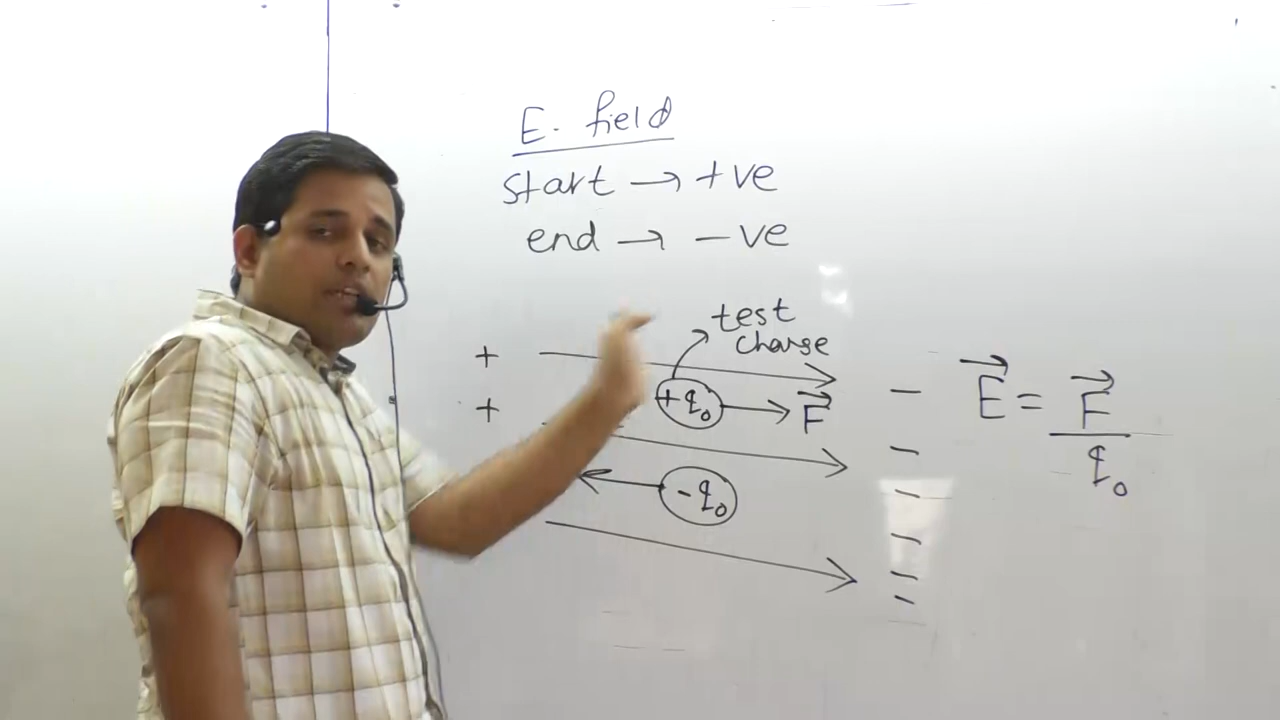 E. field
start → +ve
end → -ve
test
charge
+ → -
+ +q₀ → F⃗
-
- q₀
-
-
-
-
E⃗ = F⃗ / q₀